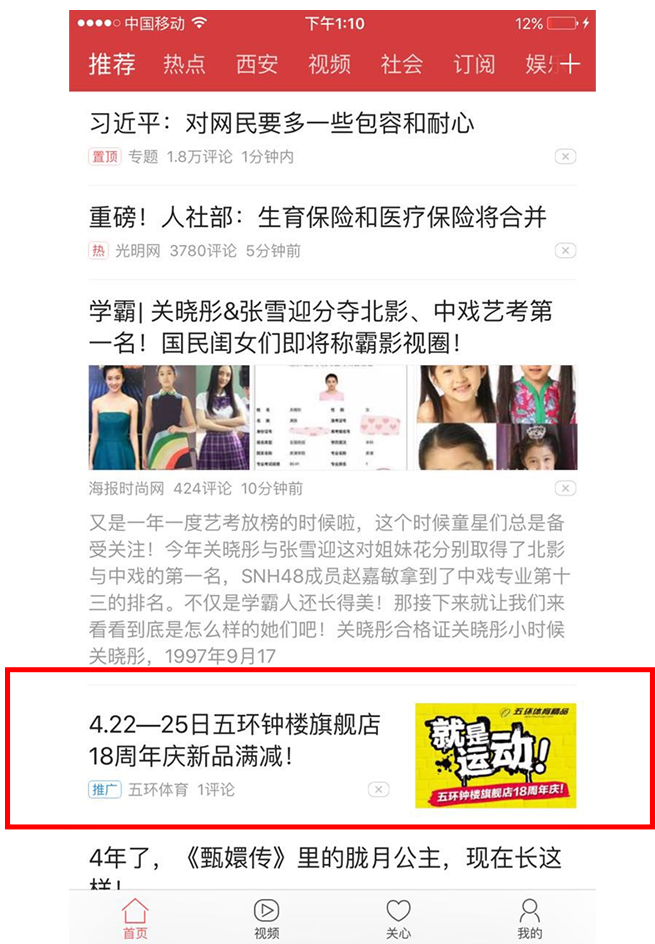 中国移动 下午1:10 12%
推荐 热点 西安 视频 社会 订阅 娱乐
习近平：对网民要多一些包容和耐心
置顶 专题 1.8万评论 1分钟内
重磅！人社部：生育保险和医疗保险将合并
热 光明网 3780评论 5分钟前
学霸| 关晓彤&张雪迎分夺北影、中戏艺考第
一名！国民闺女们即将称霸影视圈！
海报时尚网 424评论 10分钟前
又是一年一度艺考放榜的时候啦，这个时候童星们总是备
受关注！今年关晓彤与张雪迎这对姐妹花分别取得了北影
与中戏的第一名，SNH48成员赵嘉敏拿到了中戏专业第十
三的排名。不仅是学霸人还长得美！那接下来就让我们来
看看到底是怎么样的她们吧！关晓彤合格证关晓彤小时候
关晓彤，1997年9月17
4.22—25日五环钟楼旗舰店
18周年庆新品满减！
推广 五环体育 1评论
五环体育精品
就是
运动！
五环钟楼旗舰店18周年庆！
4年了，《甄嬛传》里的胧月公主，现在长这
样！
首页 视频 关心 我的